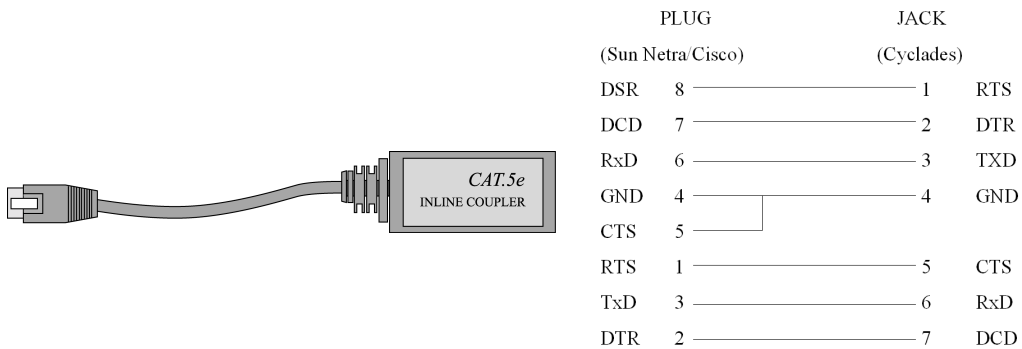 CAT.5e
INLINE COUPLER
PLUG JACK
(Sun Netra/Cisco) (Cyclades)
DSR 8 1 RTS
DCD 7 2 DTR
RxD 6 3 TXD
GND 4 4 GND
CTS 5
RTS 1 5 CTS
TxD 3 6 RxD
DTR 2 7 DCD